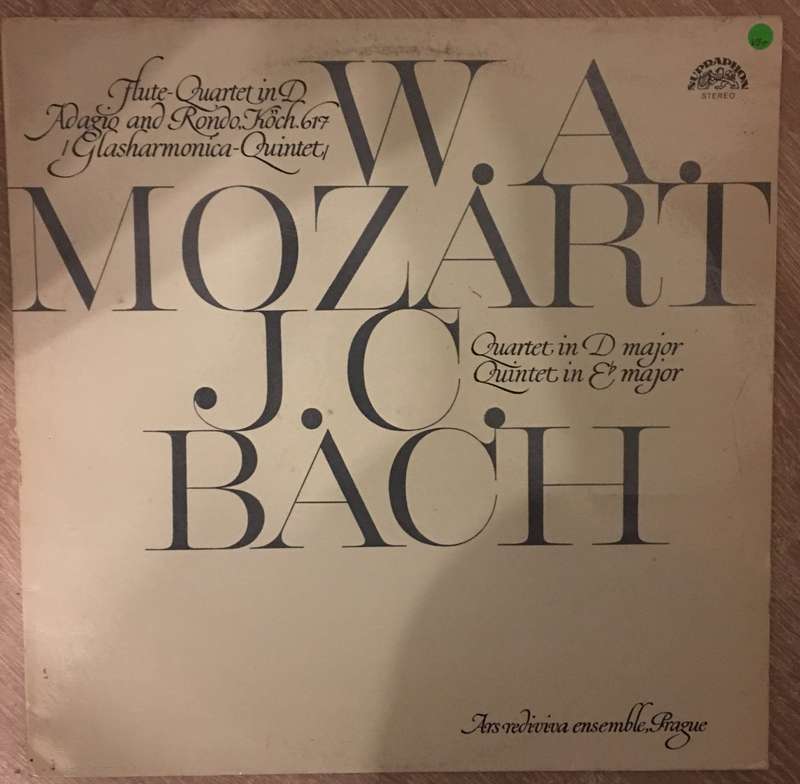 Flute-Quartet in D
Adagio and Rondo, Köch. 617
/Glasharmonica-Quintet/
W. A.
MOZART
J. C.
BACH
Quartet in D major
Quintet in E♭ major
SUPRAPHON
STEREO
Ars rediviva ensemble, Prague